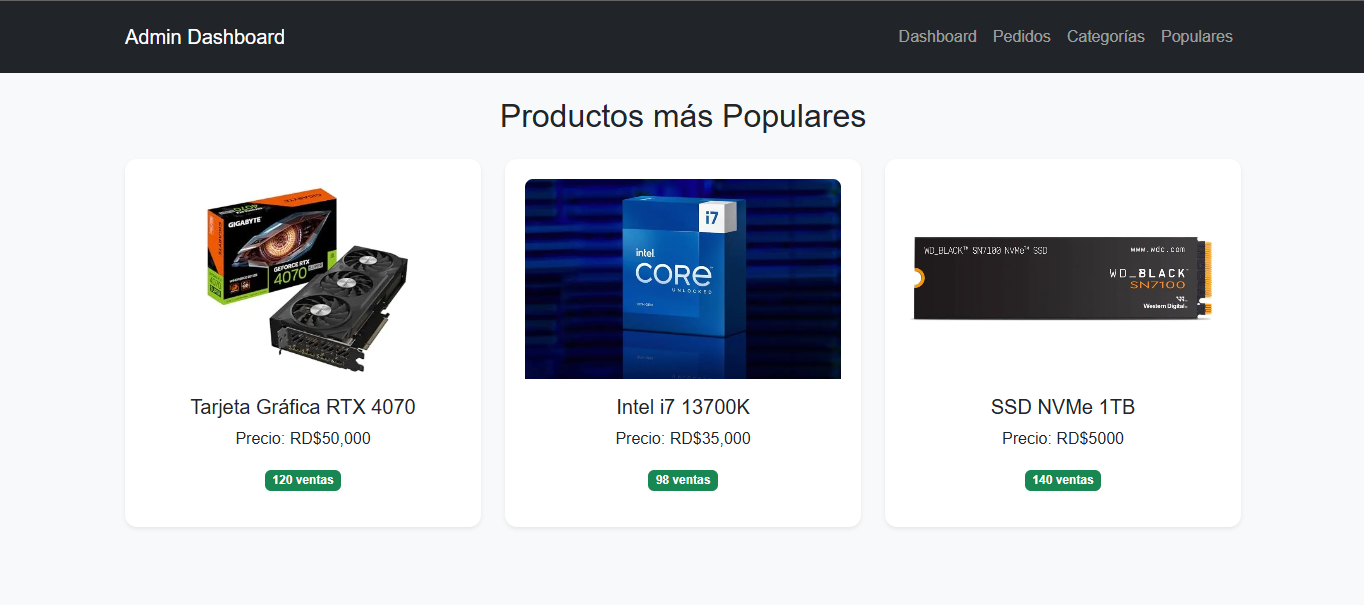 Admin Dashboard
Dashboard Pedidos Categorías Populares
Productos más Populares
GIGABYTE
GEFORCE RTX
4070
i7
intel
CORE
UNLOCKED
WD_BLACK™ SN7100 NVMe™ SSD
www.wdc.com
WD_BLACK
SN7100
Western Digital
Tarjeta Gráfica RTX 4070
Precio: RD$50,000
120 ventas
Intel i7 13700K
Precio: RD$35,000
98 ventas
SSD NVMe 1TB
Precio: RD$5000
140 ventas